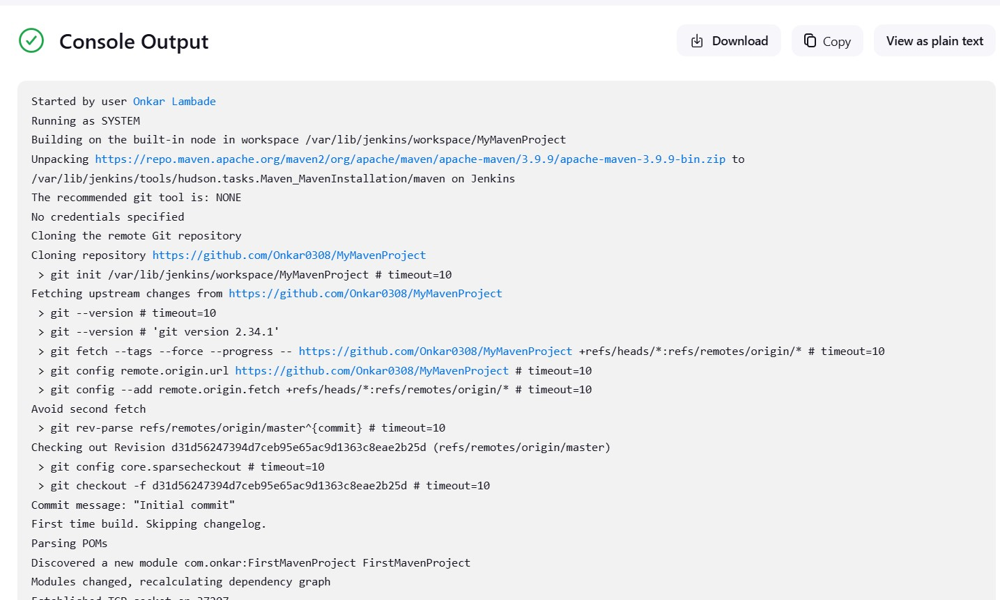 Console Output
Download
Copy
View as plain text
Started by user Onkar Lambade
Running as SYSTEM
Building on the built-in node in workspace /var/lib/jenkins/workspace/MyMavenProject
Unpacking https://repo.maven.apache.org/maven2/org/apache/maven/apache-maven/3.9.9/apache-maven-3.9.9-bin.zip to
/var/lib/jenkins/tools/hudson.tasks.Maven_MavenInstallation/maven on Jenkins
The recommended git tool is: NONE
No credentials specified
Cloning the remote Git repository
Cloning repository https://github.com/Onkar0308/MyMavenProject
> git init /var/lib/jenkins/workspace/MyMavenProject # timeout=10
Fetching upstream changes from https://github.com/Onkar0308/MyMavenProject
> git --version # timeout=10
> git --version # 'git version 2.34.1'
> git fetch --tags --force --progress -- https://github.com/Onkar0308/MyMavenProject +refs/heads/*:refs/remotes/origin/* # timeout=10
> git config remote.origin.url https://github.com/Onkar0308/MyMavenProject # timeout=10
> git config --add remote.origin.fetch +refs/heads/*:refs/remotes/origin/* # timeout=10
Avoid second fetch
> git rev-parse refs/remotes/origin/master^{commit} # timeout=10
Checking out Revision d31d56247394d7ceb95e65ac9d1363c8eae2b25d (refs/remotes/origin/master)
> git config core.sparsecheckout # timeout=10
> git checkout -f d31d56247394d7ceb95e65ac9d1363c8eae2b25d # timeout=10
Commit message: "Initial commit"
First time build. Skipping changelog.
Parsing POMs
Discovered a new module com.onkar:FirstMavenProject FirstMavenProject
Modules changed, recalculating dependency graph